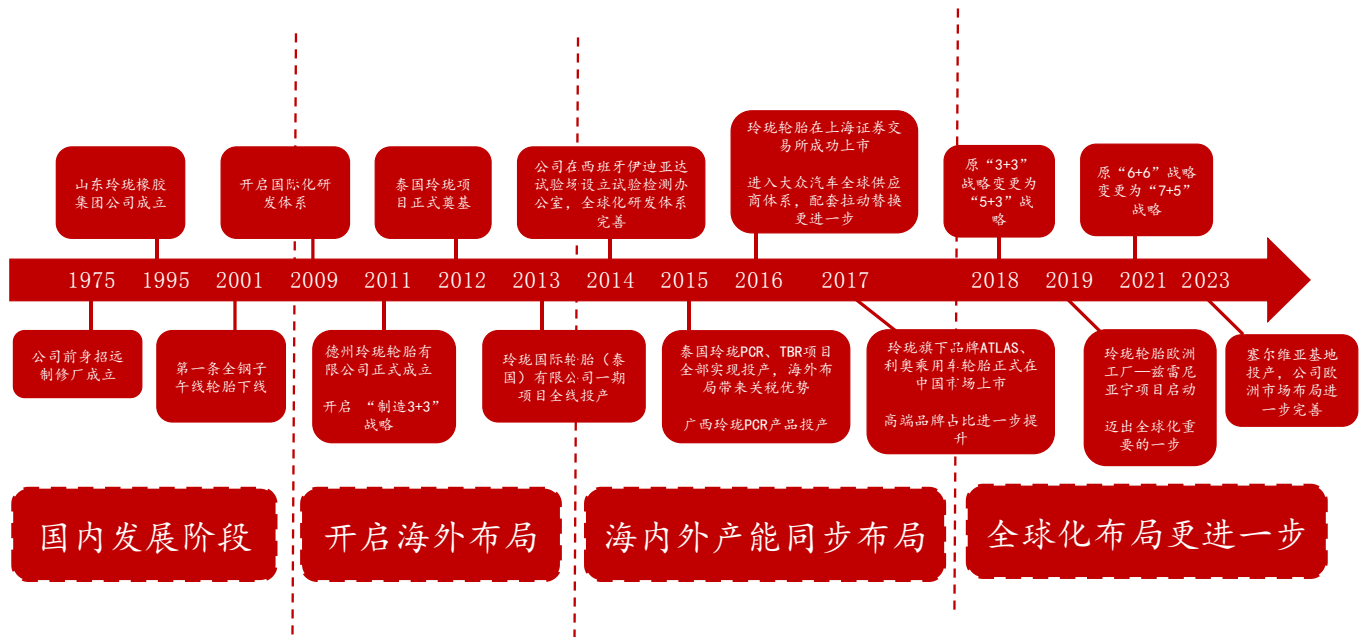 山东玲珑橡胶
集团公司成立
开启国际化研
发体系
泰国玲珑项
目正式奠基
公司在西班牙伊迪亚达
试验场设立试验检测办
公室，全球化研发体系
完善
玲珑轮胎在上海证券交
易所成功上市
进入大众汽车全球供应
商体系，配套拉动替换
更进一步
原“3+3”
战略变更为
“5+3”战
略
原“6+6”战略
变更为“7+5”
战略
1975 1995 2001 2009 2011 2012 2013 2014 2015 2016 2017 2018 2019 2021 2023
公司前身招远
制修厂成立
第一条全钢子
午线轮胎下线
德州玲珑轮胎有
限公司正式成立
开启 “制造3+3”
战略
玲珑国际轮胎（泰
国）有限公司一期
项目全线投产
泰国玲珑PCR、TBR项目
全部实现投产，海外布
局带来关税优势
广西玲珑PCR产品投产
玲珑旗下品牌ATLAS、
利奥乘用车轮胎正式在
中国市场上市
高端品牌占比进一步提
升
玲珑轮胎欧洲
工厂—兹雷尼
亚宁项目启动
迈出全球化重
要的一步
塞尔维亚基地
投产，公司欧
洲市场布局进
一步完善
国内发展阶段
开启海外布局
海内外产能同步布局
全球化布局更进一步